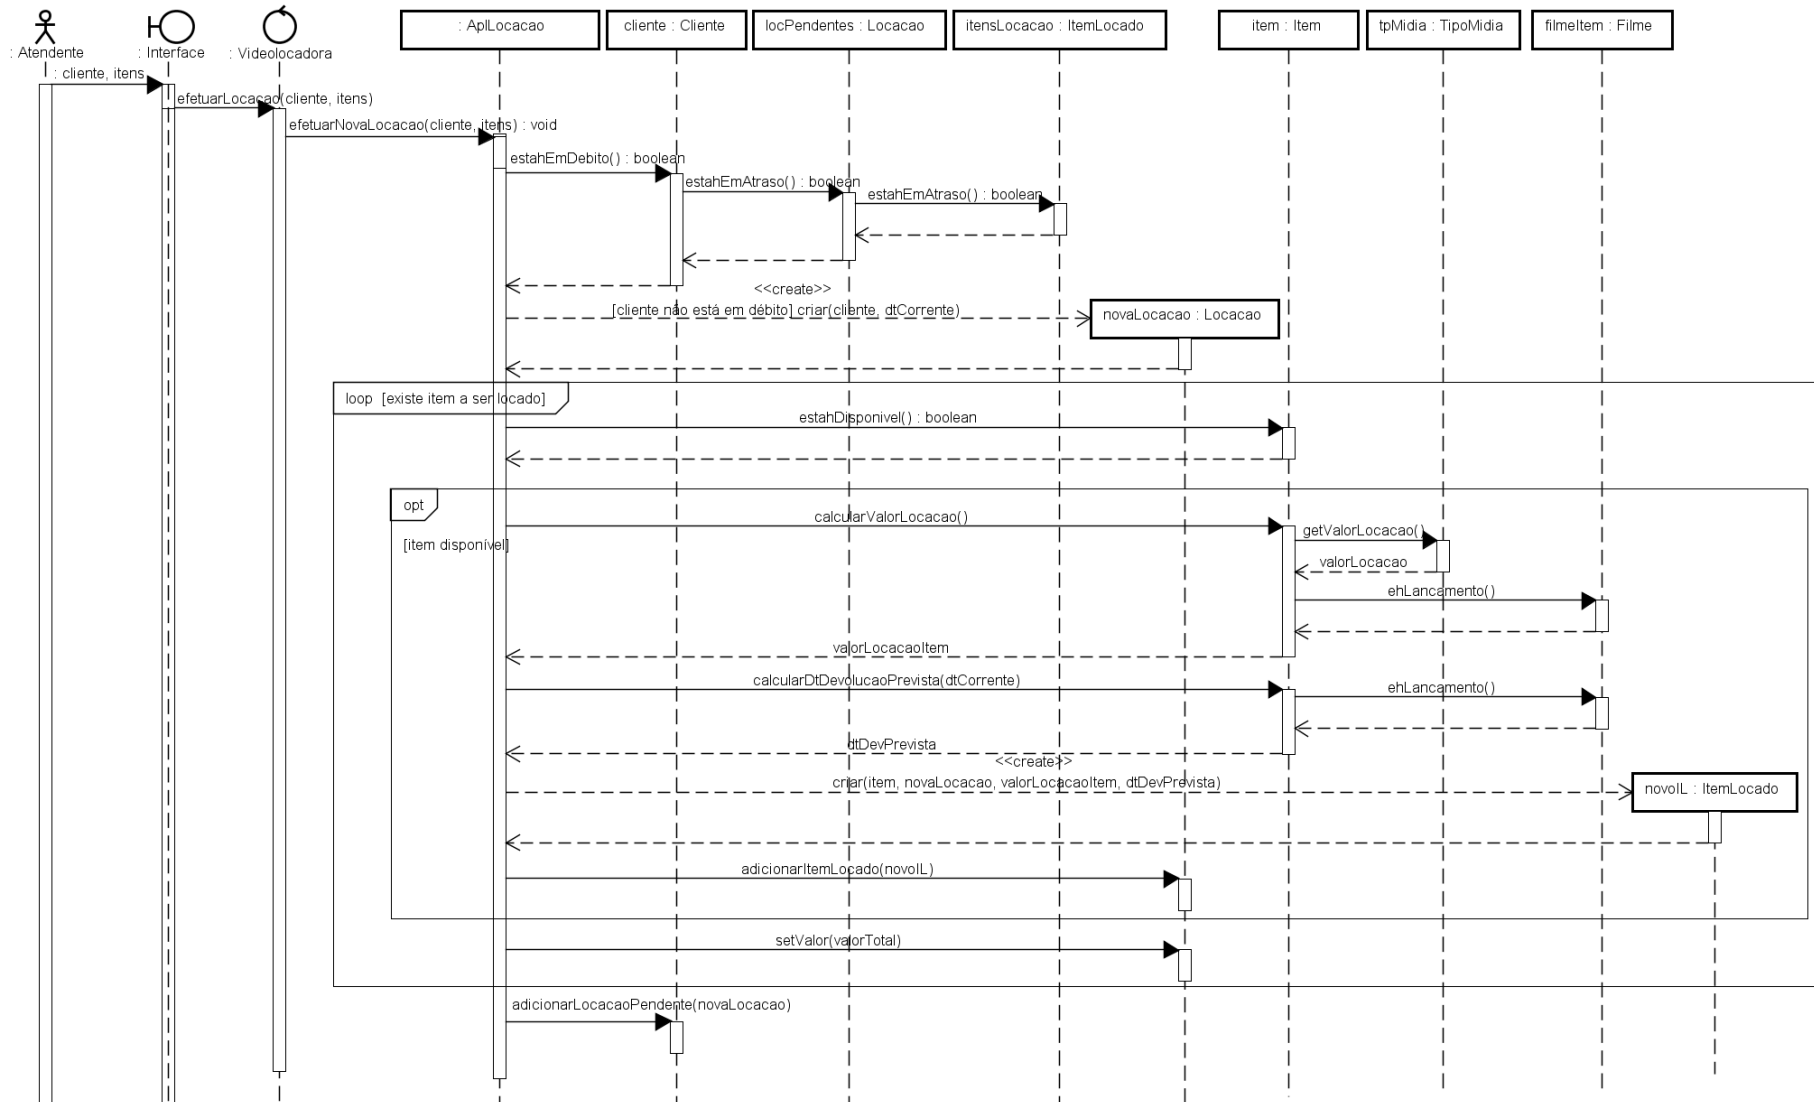 : Atendente
: Interface
: Videolocadora
: AplLocacao
cliente : Cliente
locPendentes : Locacao
itensLocacao : ItemLocado
item : Item
tpMidia : TipoMidia
filmeItem : Filme
: cliente, itens
efetuarLocacao(cliente, itens)
efetuarNovaLocacao(cliente, itens) : void
estahEmDebito() : boolean
estahEmAtraso() : boolean
estahEmAtraso() : boolean
<<create>>
[cliente não está em débito] criar(cliente, dtCorrente)
novaLocacao : Locacao
loop [existe item a ser locado]
estahDisponivel() : boolean
opt
calcularValorLocacao()
getValorLocacao()
[item disponível]
valorLocacao
ehLancamento()
valorLocacaoItem
calcularDtDevolucaoPrevista(dtCorrente)
ehLancamento()
dtDevPrevista
<<create>>
criar(item, novaLocacao, valorLocacaoItem, dtDevPrevista)
novoIL : ItemLocado
adicionarItemLocado(novoIL)
setValor(valorTotal)
adicionarLocacaoPendente(novaLocacao)